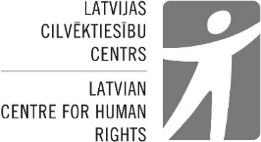 LATVIJAS
CILVĒKTIESĪBU
CENTRS
LATVIAN
CENTRE FOR HUMAN
RIGHTS